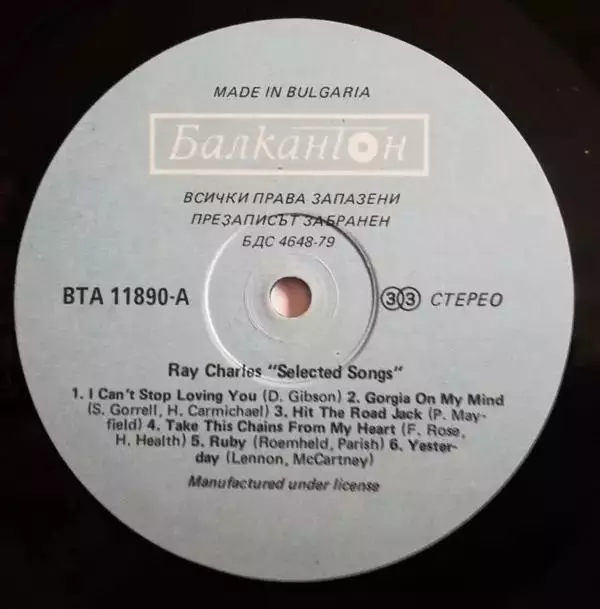 MADE IN BULGARIA
Балкантон
ВСИЧКИ ПРАВА ЗАПАЗЕНИ
ПРЕЗАПИСЪТ ЗАБРАНЕН
БДС 4648-79
ВТА 11890-А
33 СТЕРЕО
Ray Charles "Selected Songs"
1. I Can't Stop Loving You (D. Gibson) 2. Gorgia On My Mind
(S. Gorrell, H. Carmichael) 3. Hit The Road Jack (P. May-
field) 4. Take This Chains From My Heart (F. Rose,
H. Health) 5. Ruby (Roemheld, Parish) 6. Yester-
day (Lennon, McCartney)
Manufactured under license